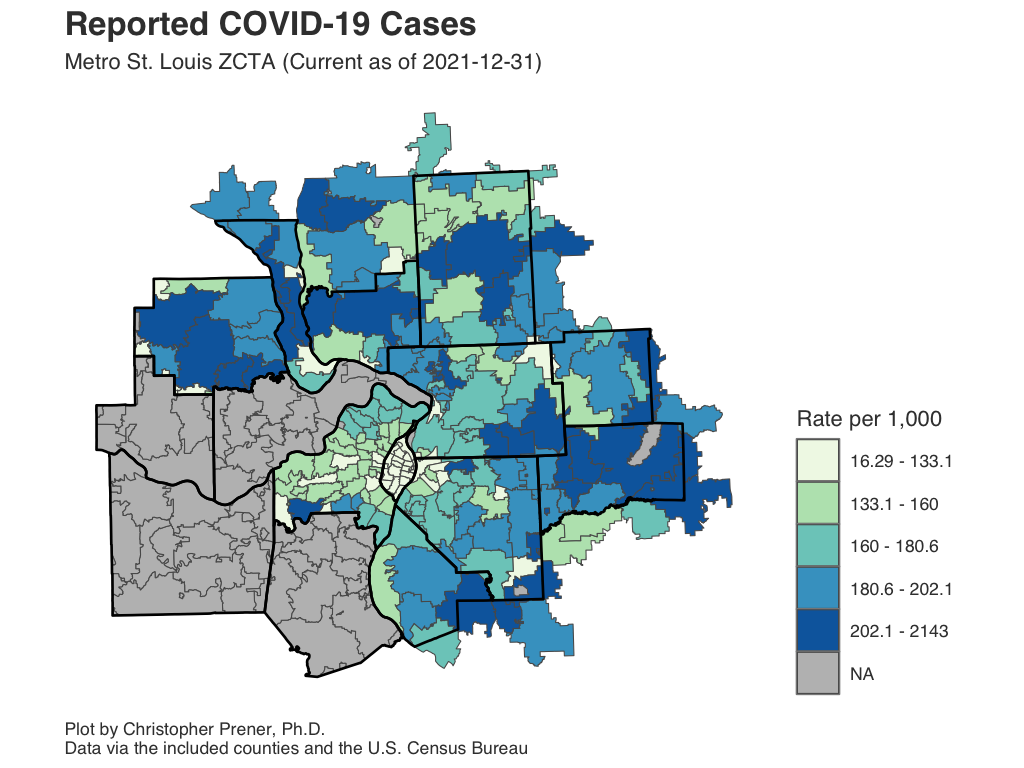 Reported COVID-19 Cases
Metro St. Louis ZCTA (Current as of 2021-12-31)
Rate per 1,000
16.29 - 133.1
133.1 - 160
160 - 180.6
180.6 - 202.1
202.1 - 2143
NA
Plot by Christopher Prener, Ph.D.
Data via the included counties and the U.S. Census Bureau